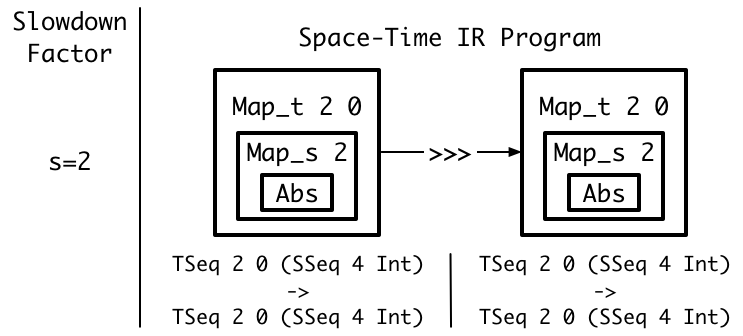 Slowdown
Factor
Space-Time IR Program
s=2
Map_t 2 0
Map_s 2
Abs
>>>
Map_t 2 0
Map_s 2
Abs
TSeq 2 0 (SSeq 4 Int)
->
TSeq 2 0 (SSeq 4 Int)
TSeq 2 0 (SSeq 4 Int)
->
TSeq 2 0 (SSeq 4 Int)